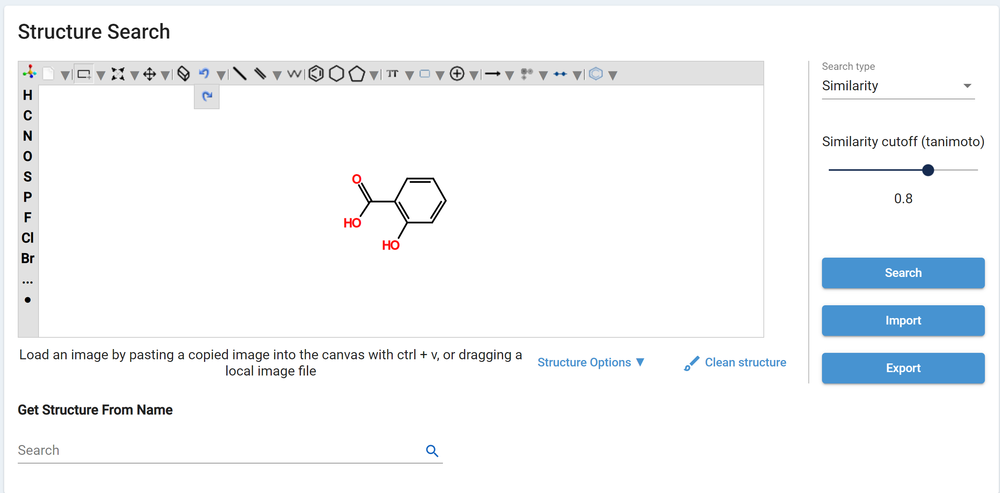 Structure Search
TT
H
C
N
O
S
P
F
Cl
Br
...
O
HO
HO
Load an image by pasting a copied image into the canvas with ctrl + v, or dragging a
local image file
Structure Options ▼
Clean structure
Search type
Similarity
Similarity cutoff (tanimoto)
0.8
Search
Import
Export
Get Structure From Name
Search